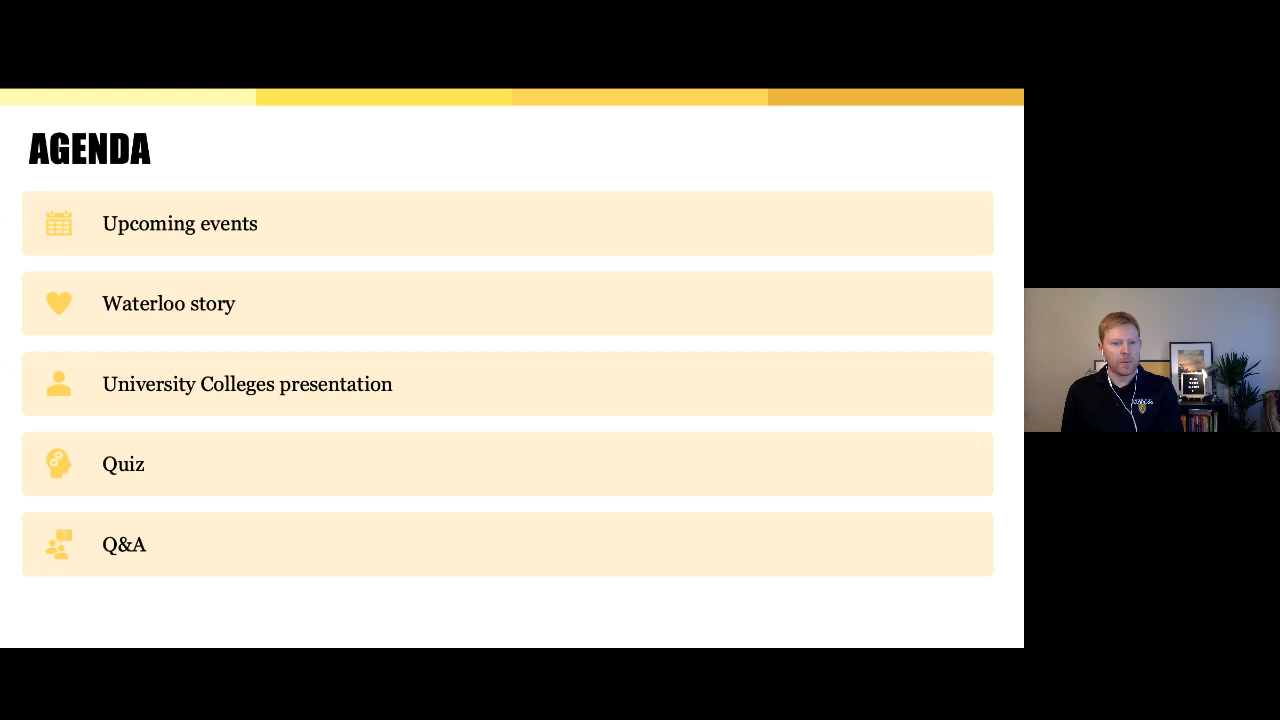 AGENDA
Upcoming events
Waterloo story
University Colleges presentation
Quiz
Q&A